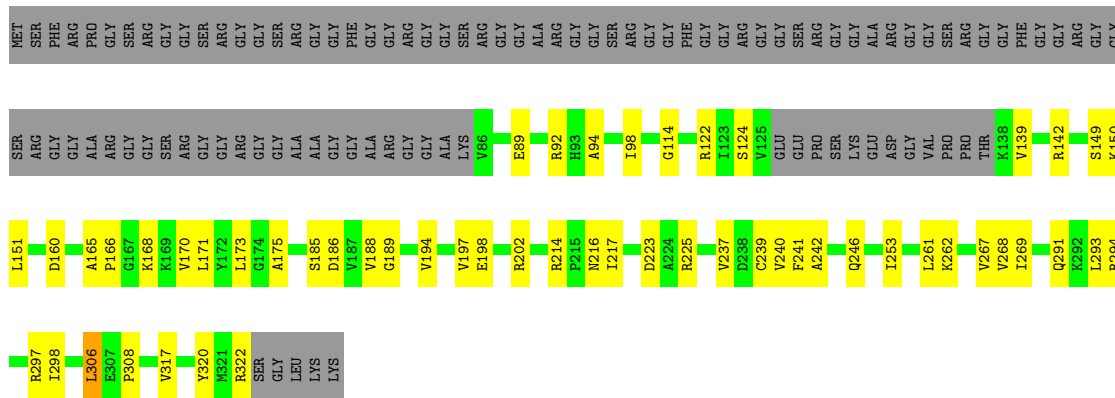 MET SER PHE ARG PRO GLY SER ARG GLY GLY SER ARG GLY GLY SER ARG GLY GLY PHE GLY GLY ARG GLY GLY SER ARG GLY GLY ALA ARG GLY GLY SER ARG GLY GLY PHE GLY GLY ARG GLY GLY SER ARG GLY GLY ALA ARG GLY GLY SER ARG GLY GLY PHE GLY GLY ARG GLY GLY
SER ARG GLY GLY ALA ARG GLY GLY SER ARG GLY GLY ARG GLY GLY ALA ALA GLY GLY ALA ARG GLY GLY ALA LYS V86 E89 R92 H93 A94 I98 G114 R122 I123 S124 V125 GLU GLU PRO SER LYS GLU ASP GLY VAL PRO PRO THR K138 V139 R142 S149 K150
L151 D160 A165 P166 G167 K168 K169 V170 L171 Y172 L173 G174 A175 S185 D186 V187 V188 G189 V194 V197 E198 R202 R214 P215 N216 I217 D223 A224 R225 V237 D238 C239 V240 F241 A242 Q246 I253 L261 K262 V267 V268 I269 Q291 K292 L293
R297 I298 L306 E307 P308 V317 Y320 M321 R322 SER GLY LEU LYS LYS